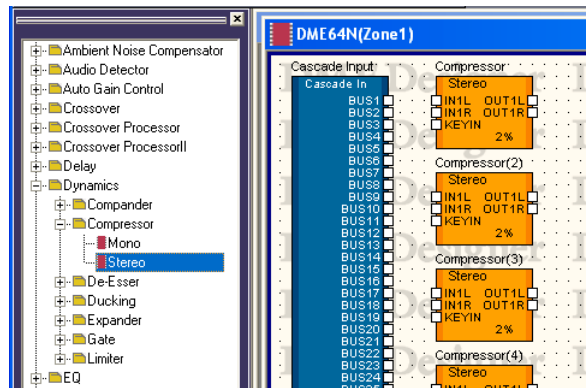 Ambient Noise Compensator
Audio Detector
Auto Gain Control
Crossover
Crossover Processor
Crossover ProcessorII
Delay
Dynamics
Compander
Compressor
Mono
Stereo
De-Esser
Ducking
Expander
Gate
Limiter
EQ
DME64N(Zone1)
Cascade Input
Cascade In
BUS1
BUS2
BUS3
BUS4
BUS5
BUS6
BUS7
BUS8
BUS9
BUS10
BUS11
BUS12
BUS13
BUS14
BUS15
BUS16
BUS17
BUS18
BUS19
BUS20
BUS21
BUS22
BUS23
BUS24
Compressor
Stereo
IN1L OUT1L
IN1R OUT1R
KEYIN
2%
Compressor(2)
Stereo
IN1L OUT1L
IN1R OUT1R
KEYIN
2%
Compressor(3)
Stereo
IN1L OUT1L
IN1R OUT1R
KEYIN
2%
Compressor(4)
Stereo